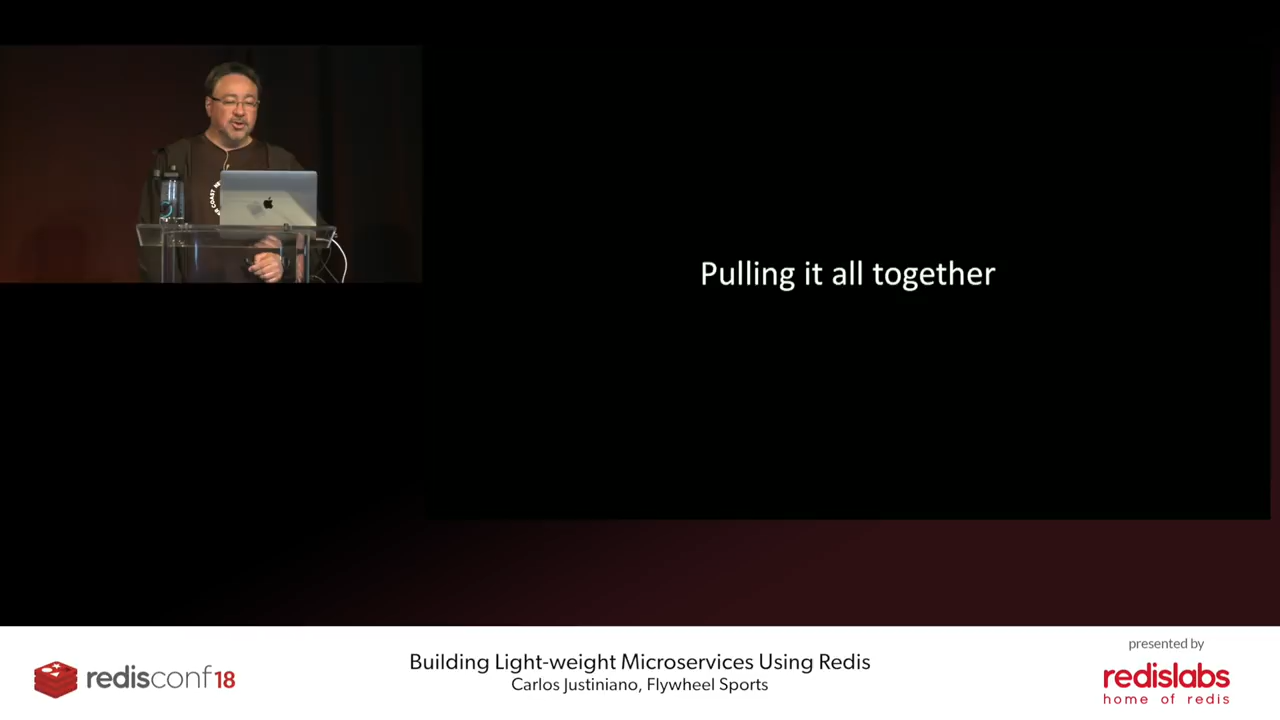 Pulling it all together
redisconf18
Building Light-weight Microservices Using Redis
Carlos Justiniano, Flywheel Sports
presented by
redislabs
home of redis